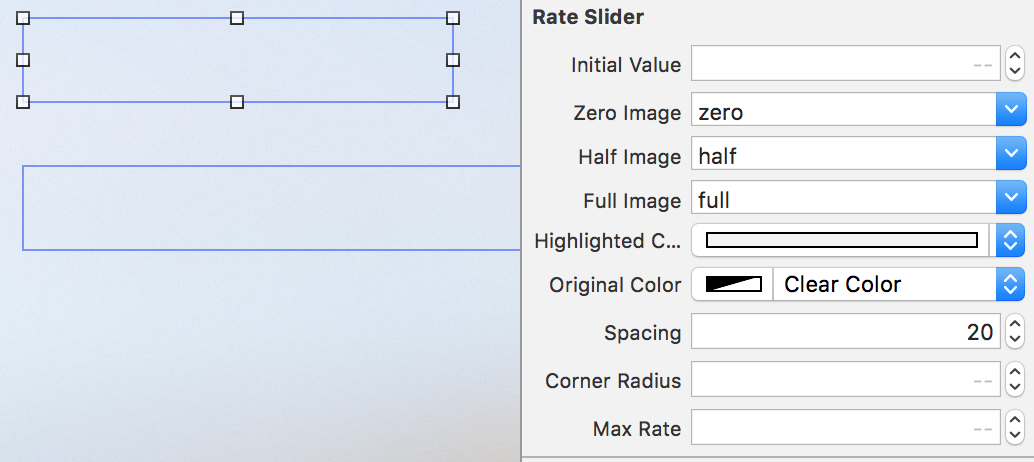 Rate Slider
Initial Value --
Zero Image zero
Half Image half
Full Image full
Highlighted C...
Original Color Clear Color
Spacing 20
Corner Radius --
Max Rate --